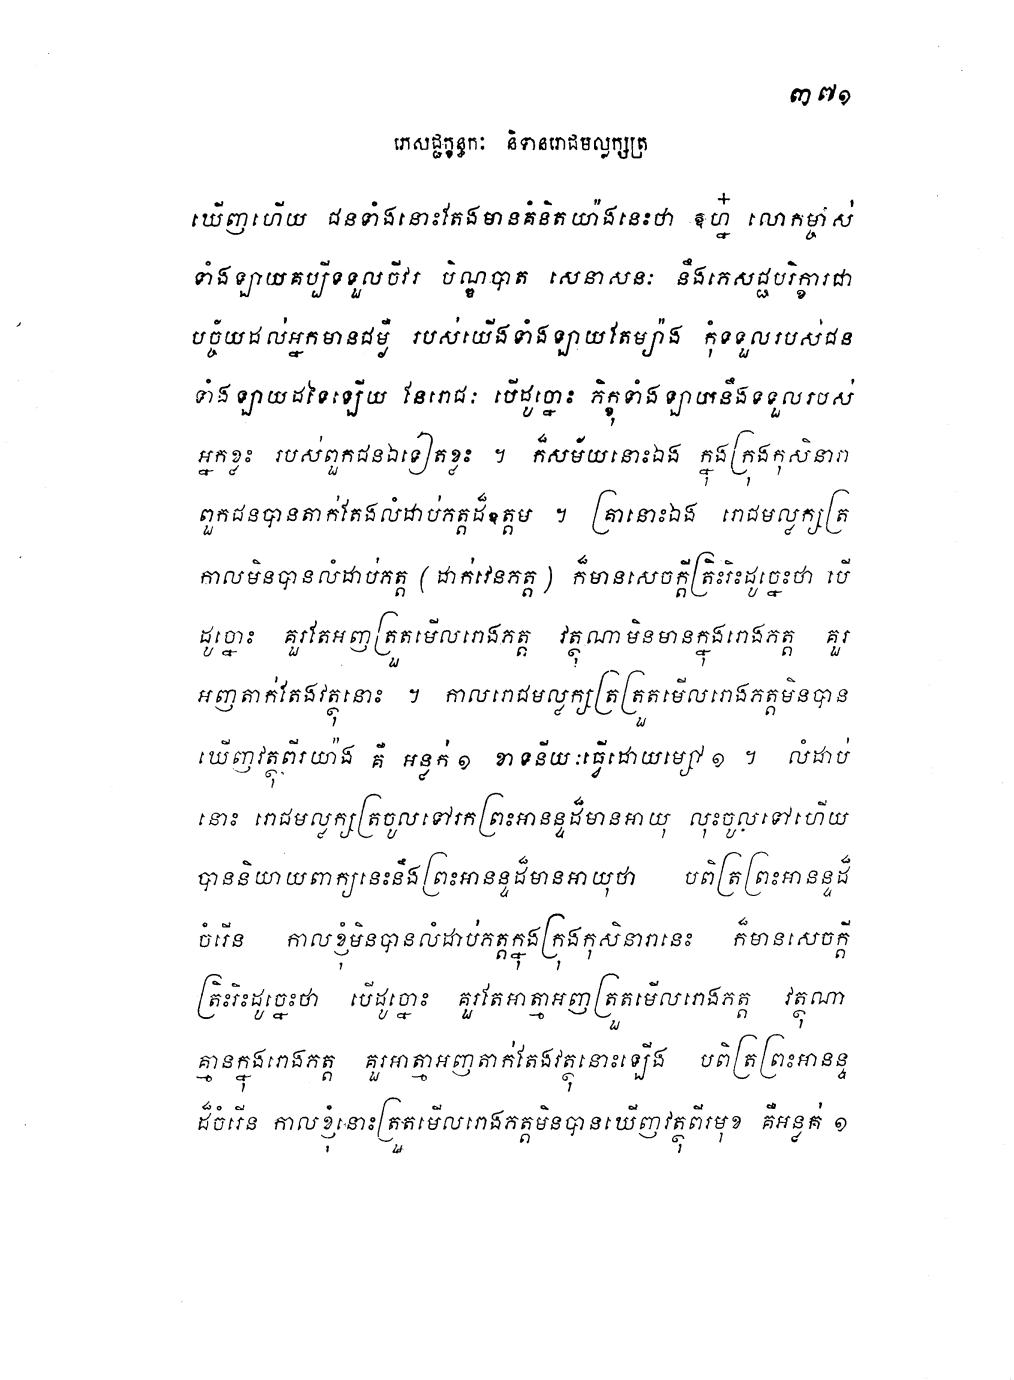 ៣៧១
ភេសជ្ជក្ខន្ធកៈ និទានរោជមល្លក្សត្រ
ឃើញហើយ ជនទាំងនោះតែងមានគំនិតយ៉ាងនេះថា ឱហ្ន៎ លោកម្ចាស់
ទាំងឡាយគប្បីទទួលចីវរ បិណ្ឌបាត សេនាសនៈ នឹងភេសជ្ជបរិក្ខារជា
បច្ច័យដល់អ្នកមានជម្ងឺ របស់យើងទាំងឡាយតែម្យ៉ាង កុំទទួលរបស់ជន
ទាំងឡាយដទៃឡើយ នែរោជៈ បើដូច្នោះ ភិក្ខុទាំងឡាយនឹងទទួលរបស់
អ្នកខ្លះ របស់ពួកជនឯទៀតខ្លះ ។ ក៏សម័យនោះឯង ក្នុងក្រុងកុសិនារា
ពួកជនបានតាក់តែងលំដាប់ភត្តដ៏ឧត្តម ។ គ្រានោះឯង រោជមល្លក្សត្រ
កាលមិនបានលំដាប់ភត្ត ( ដាក់វេនភត្ត ) ក៏មានសេចក្តីត្រិះរិះដូច្នេះថា បើ
ដូច្នោះ គួរតែអញត្រួតមើលរោងភត្ត វត្ថុណាមិនមានក្នុងរោងភត្ត គួរ
អញតាក់តែងវត្ថុនោះ ។ កាលរោជមល្លក្សត្រត្រួតមើលរោងភត្តមិនបាន
ឃើញវត្ថុពីរយ៉ាង គឺ អន្លក់ ១ ខាទនីយៈធ្វើដោយម្សៅ ១ ។ លំដាប់
នោះ រោជមល្លក្សត្រចូលទៅរកព្រះអានន្ទដ៏មានអាយុ លុះចូលទៅហើយ
បាននិយាយពាក្យនេះនឹងព្រះអានន្ទដ៏មានអាយុថា បពិត្រព្រះអានន្ទដ៏
ចំរើន កាលខ្ញុំមិនបានលំដាប់ភត្តក្នុងក្រុងកុសិនារានេះ ក៏មានសេចក្តី
ត្រិះរិះដូច្នេះថា បើដូច្នោះ គួរតែអាត្មាអញត្រួតមើលរោងភត្ត វត្ថុណា
គ្មានក្នុងរោងភត្ត គួរអាត្មាអញតាក់តែងវត្ថុនោះឡើង បពិត្រព្រះអានន្ទ
ដ៏ចំរើន កាលខ្ញុំនោះត្រួតមើលរោងភត្តមិនបានឃើញវត្ថុពីរមុខ គឺអន្លក់ ១